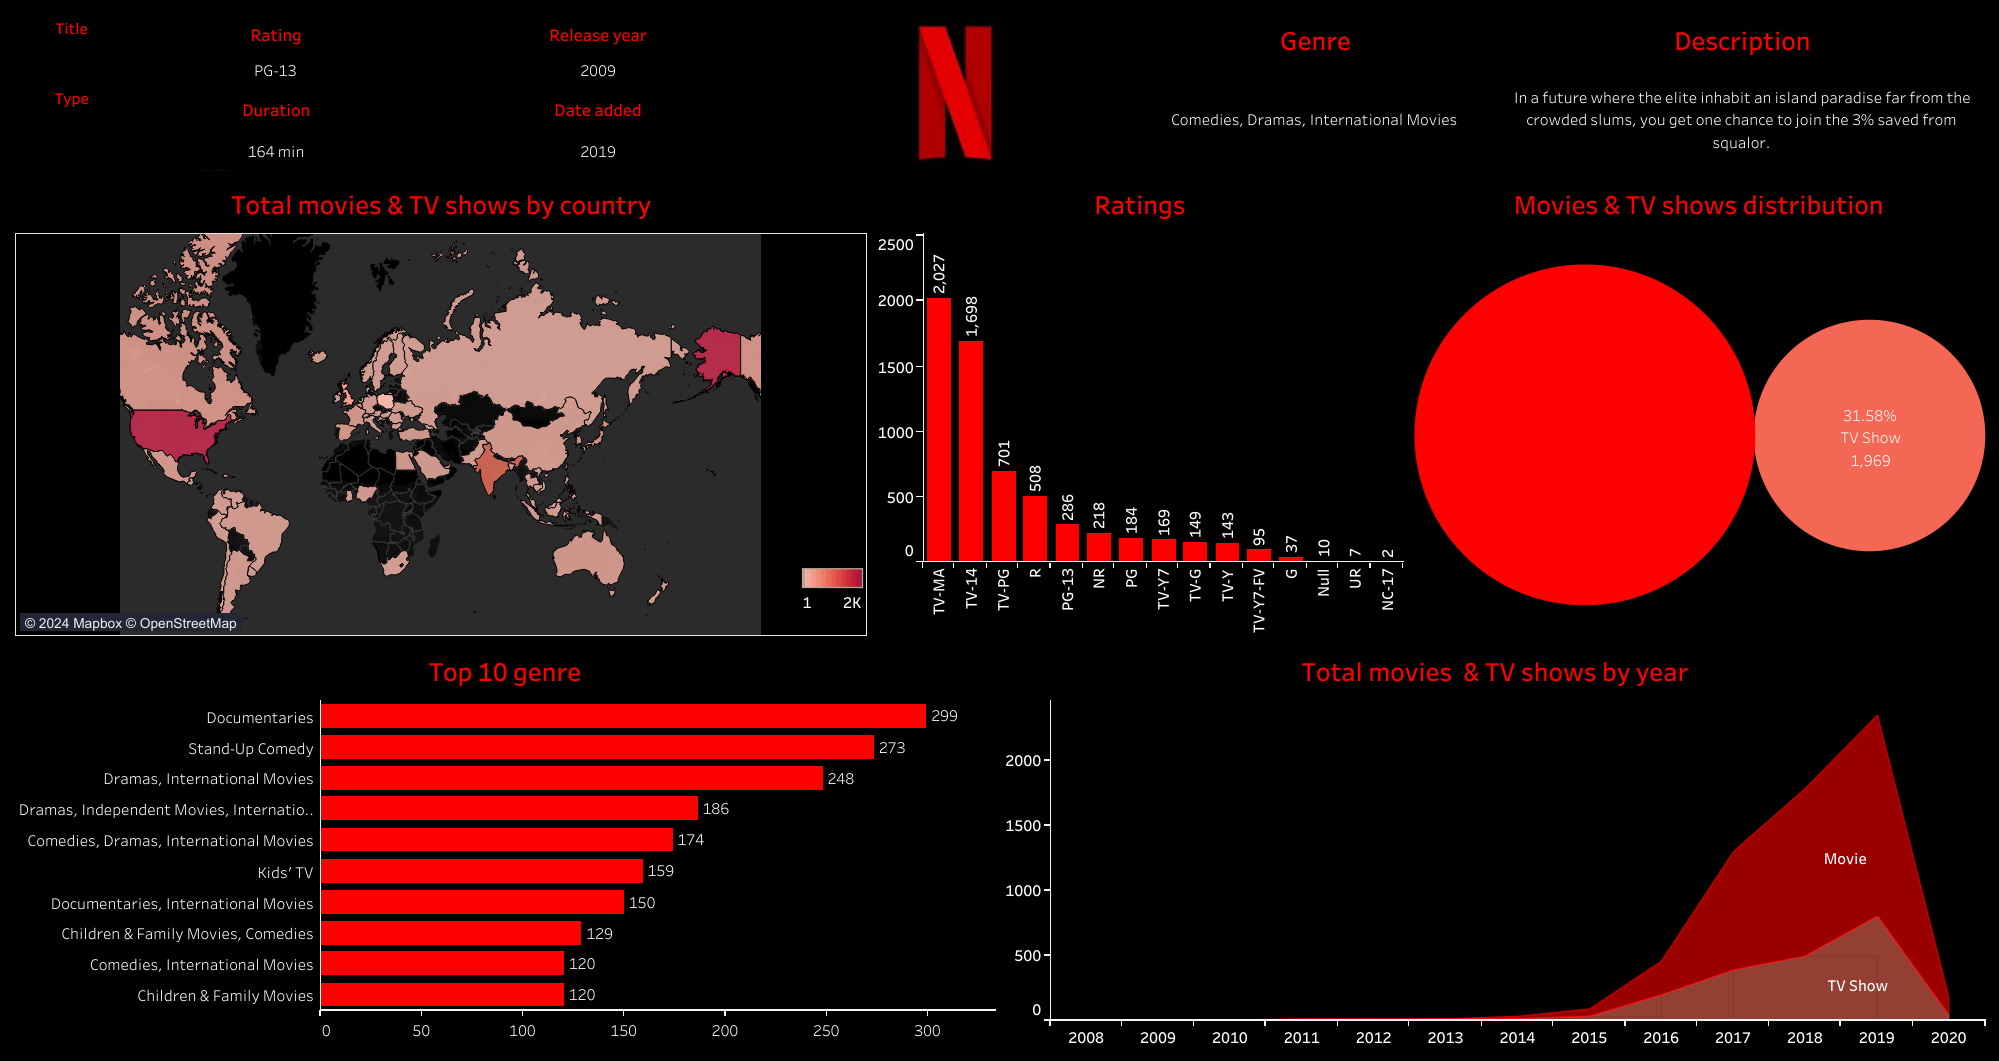 Title
Rating
PG-13
Release year
2009
Type
Duration
164 min
Date added
2019
N
Genre
Comedies, Dramas, International Movies
Description
In a future where the elite inhabit an island paradise far from the
crowded slums, you get one chance to join the 3% saved from
squalor.
Total movies & TV shows by country
1 2K
© 2024 Mapbox © OpenStreetMap
Ratings
2500
2000
1500
1000
500
0
2,027
1,698
701
508
286
218
184
169
149
143
95
37
10
7
2
TV-MA
TV-14
TV-PG
R
PG-13
NR
PG
TV-Y7
TV-G
TV-Y
TV-Y7-FV
G
Null
UR
NC-17
Movies & TV shows distribution
31.58%
TV Show
1,969
Top 10 genre
Documentaries 299
Stand-Up Comedy 273
Dramas, International Movies 248
Dramas, Independent Movies, Internatio.. 186
Comedies, Dramas, International Movies 174
Kids' TV 159
Documentaries, International Movies 150
Children & Family Movies, Comedies 129
Comedies, International Movies 120
Children & Family Movies 120
0 50 100 150 200 250 300
Total movies & TV shows by year
2000
1500
1000
500
0
Movie
TV Show
2008 2009 2010 2011 2012 2013 2014 2015 2016 2017 2018 2019 2020